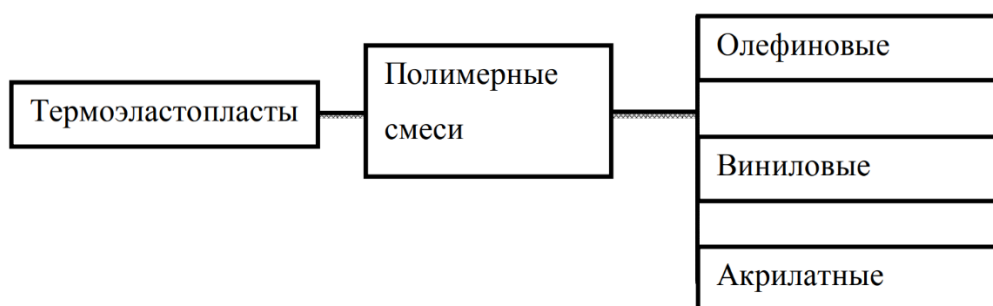 Термоэластопласты
Полимерные
смеси
Олефиновые
Виниловые
Акрилатные